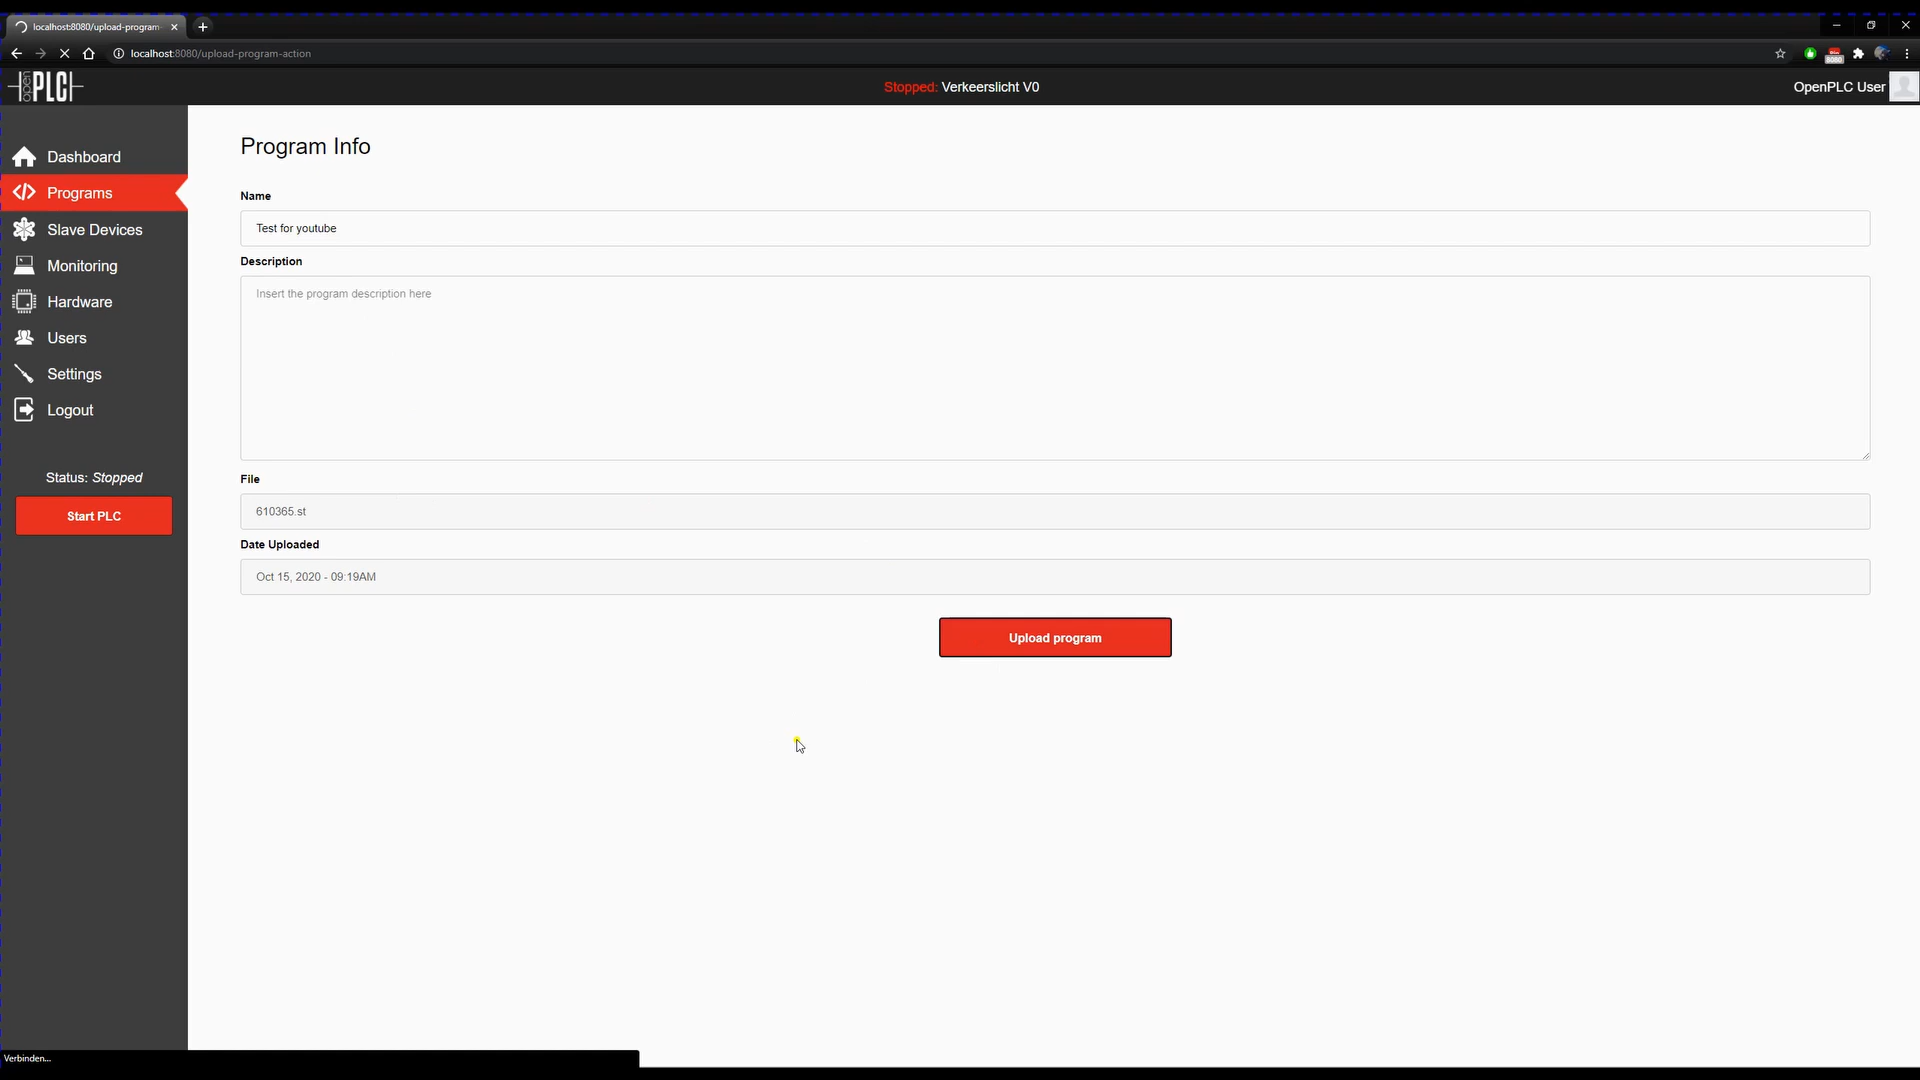 localhost:8080/upload-program
localhost:8080/upload-program-action
8080
open PLC
Stopped: Verkeerslicht V0
OpenPLC User
Dashboard
Programs
Slave Devices
Monitoring
Hardware
Users
Settings
Logout
Status: Stopped
Start PLC
Program Info
Name
Test for youtube
Description
Insert the program description here
File
610365.st
Date Uploaded
Oct 15, 2020 - 09:19AM
Upload program
Verbinden...